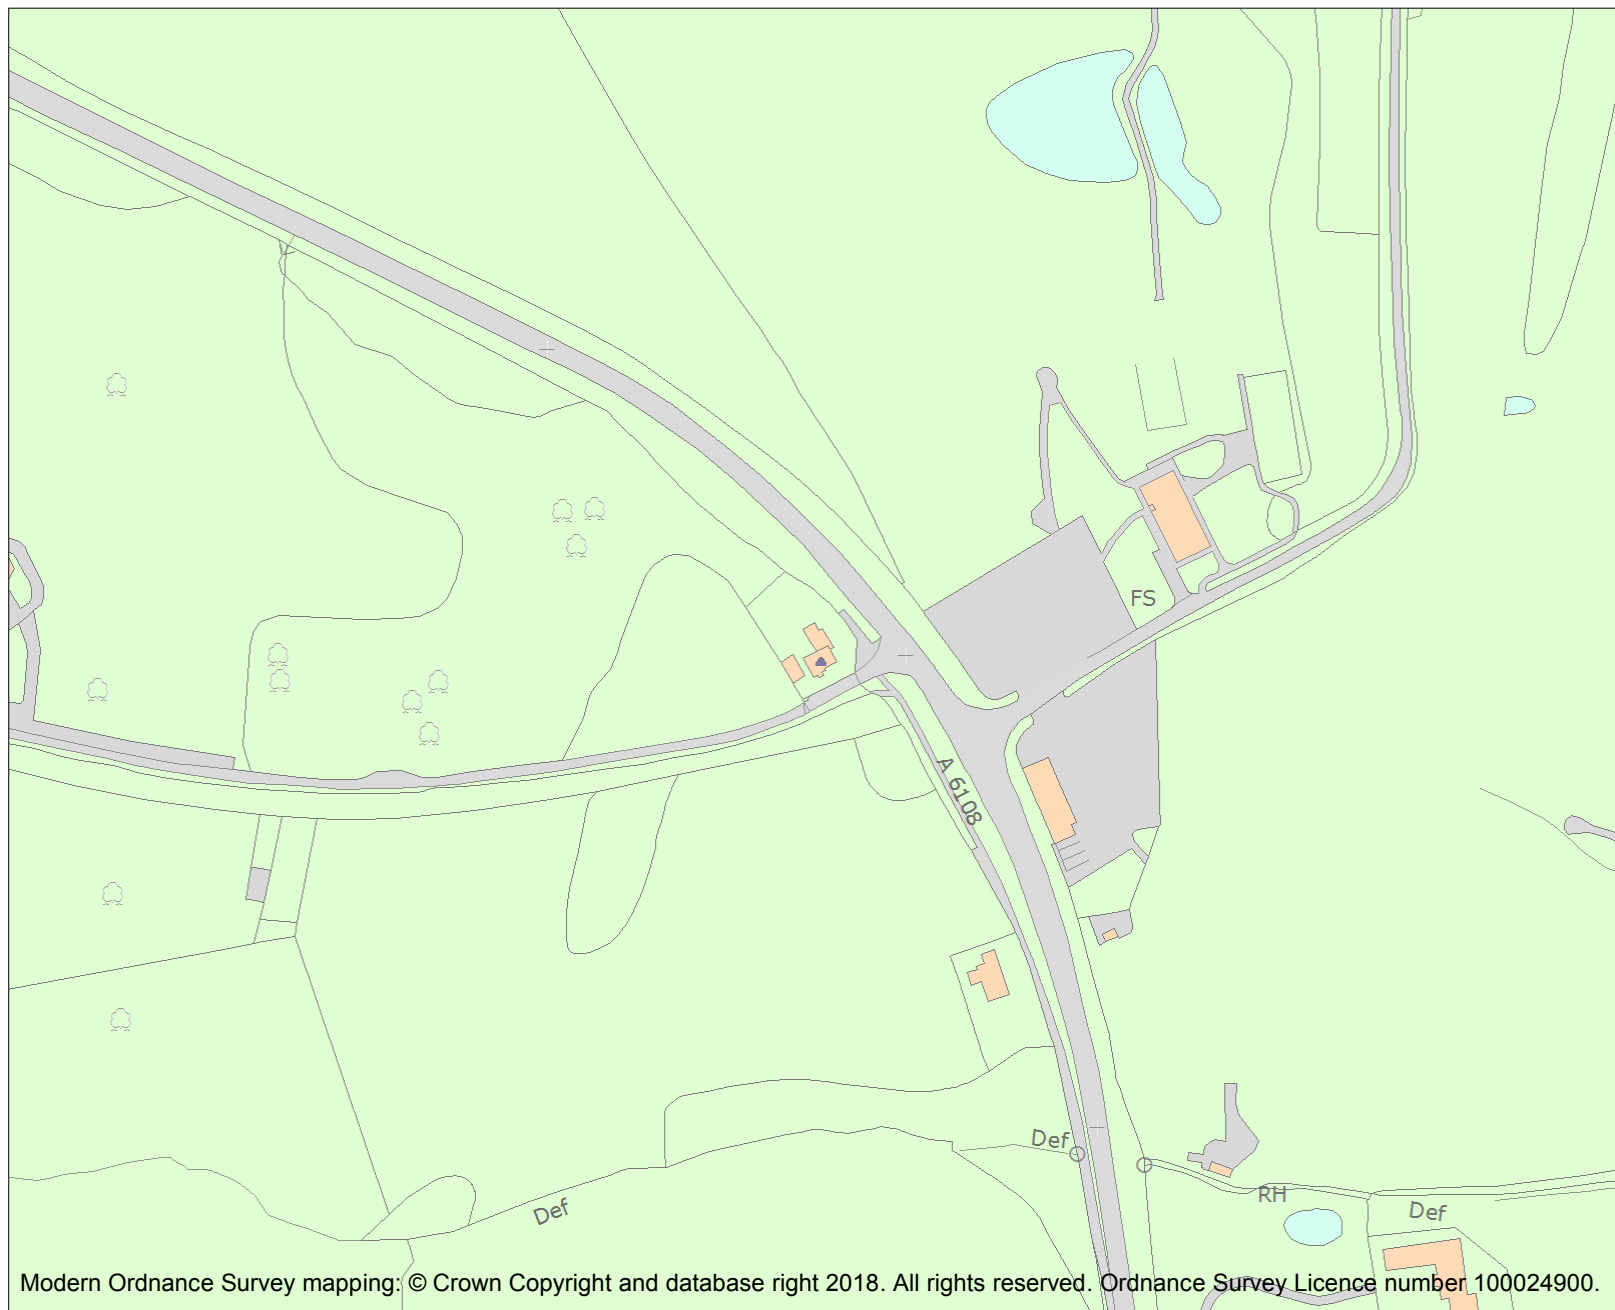 FS
A 6108
Def
RH
Def
Def
Modern Ordnance Survey mapping: © Crown Copyright and database right 2018. All rights reserved. Ordnance Survey Licence number 100024900.